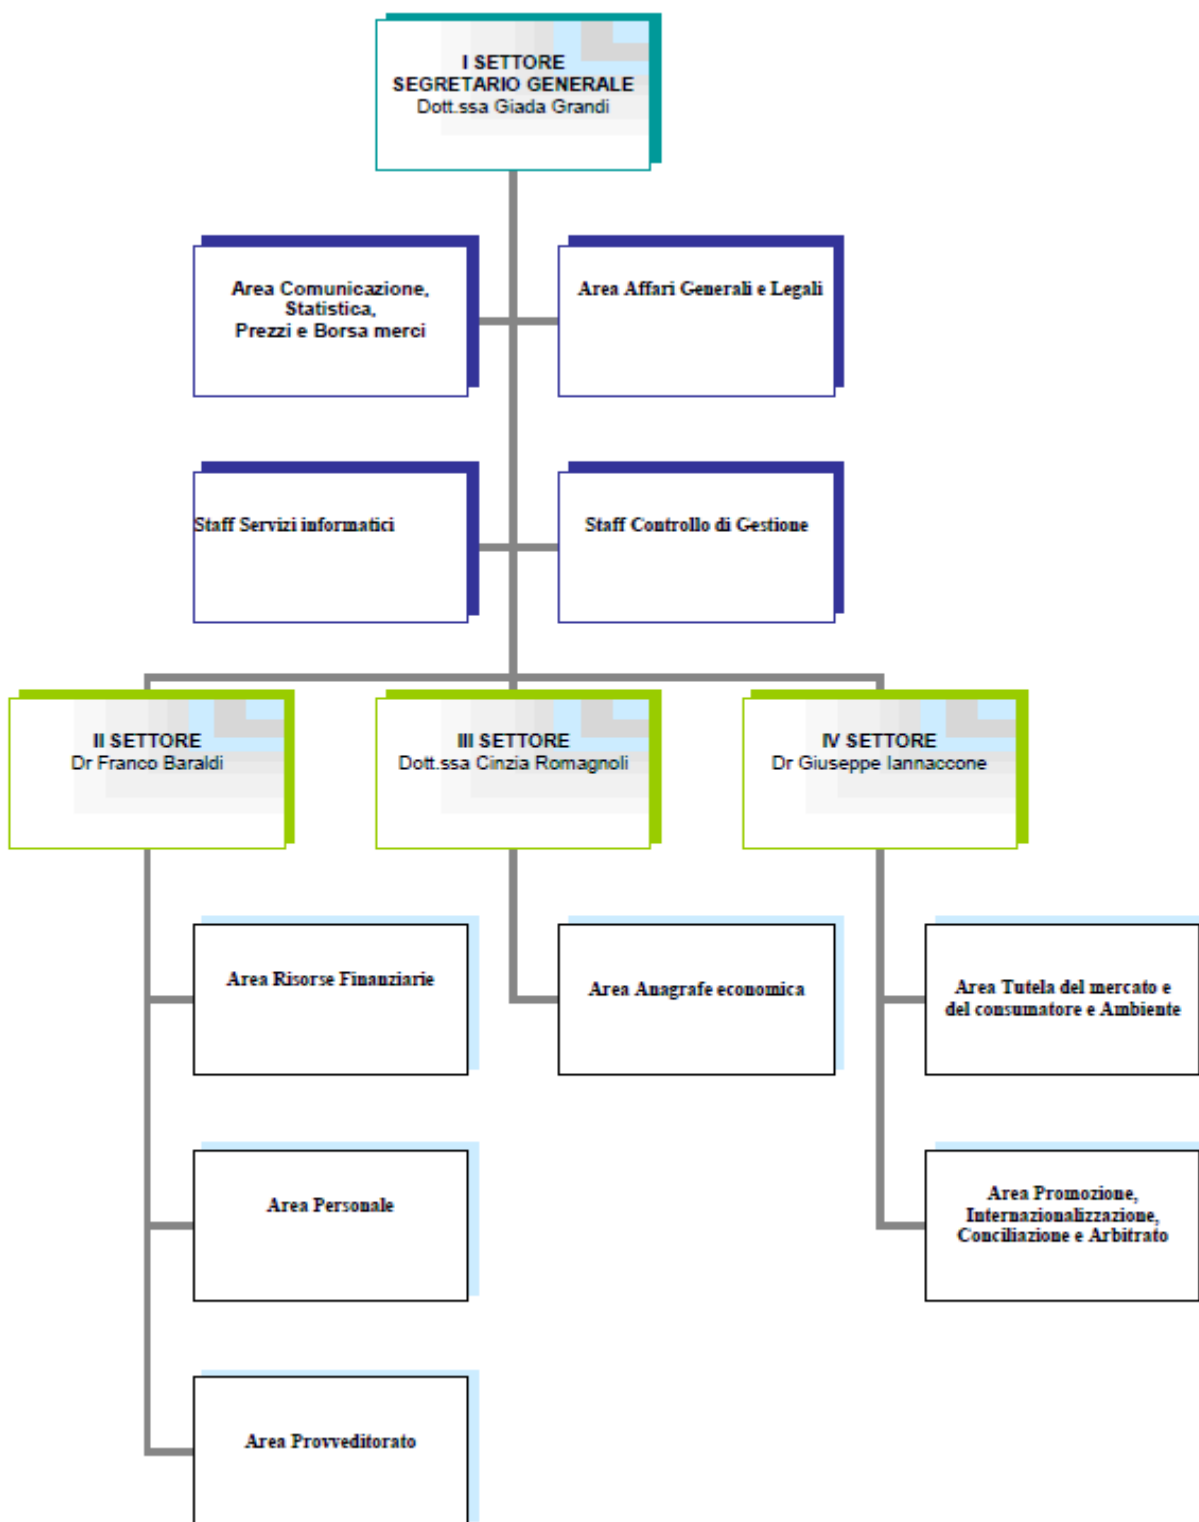 I SETTORE
SEGRETARIO GENERALE
Dott.ssa Giada Grandi
Area Comunicazione,
Statistica,
Prezzi e Borsa merci
Area Affari Generali e Legali
Staff Servizi informatici
Staff Controllo di Gestione
II SETTORE
Dr Franco Baraldi
III SETTORE
Dott.ssa Cinzia Romagnoli
IV SETTORE
Dr Giuseppe Iannaccone
Area Risorse Finanziarie
Area Anagrafe economica
Area Tutela del mercato e
del consumatore e Ambiente
Area Personale
Area Promozione,
Internazionalizzazione,
Conciliazione e Arbitrato
Area Provveditorato